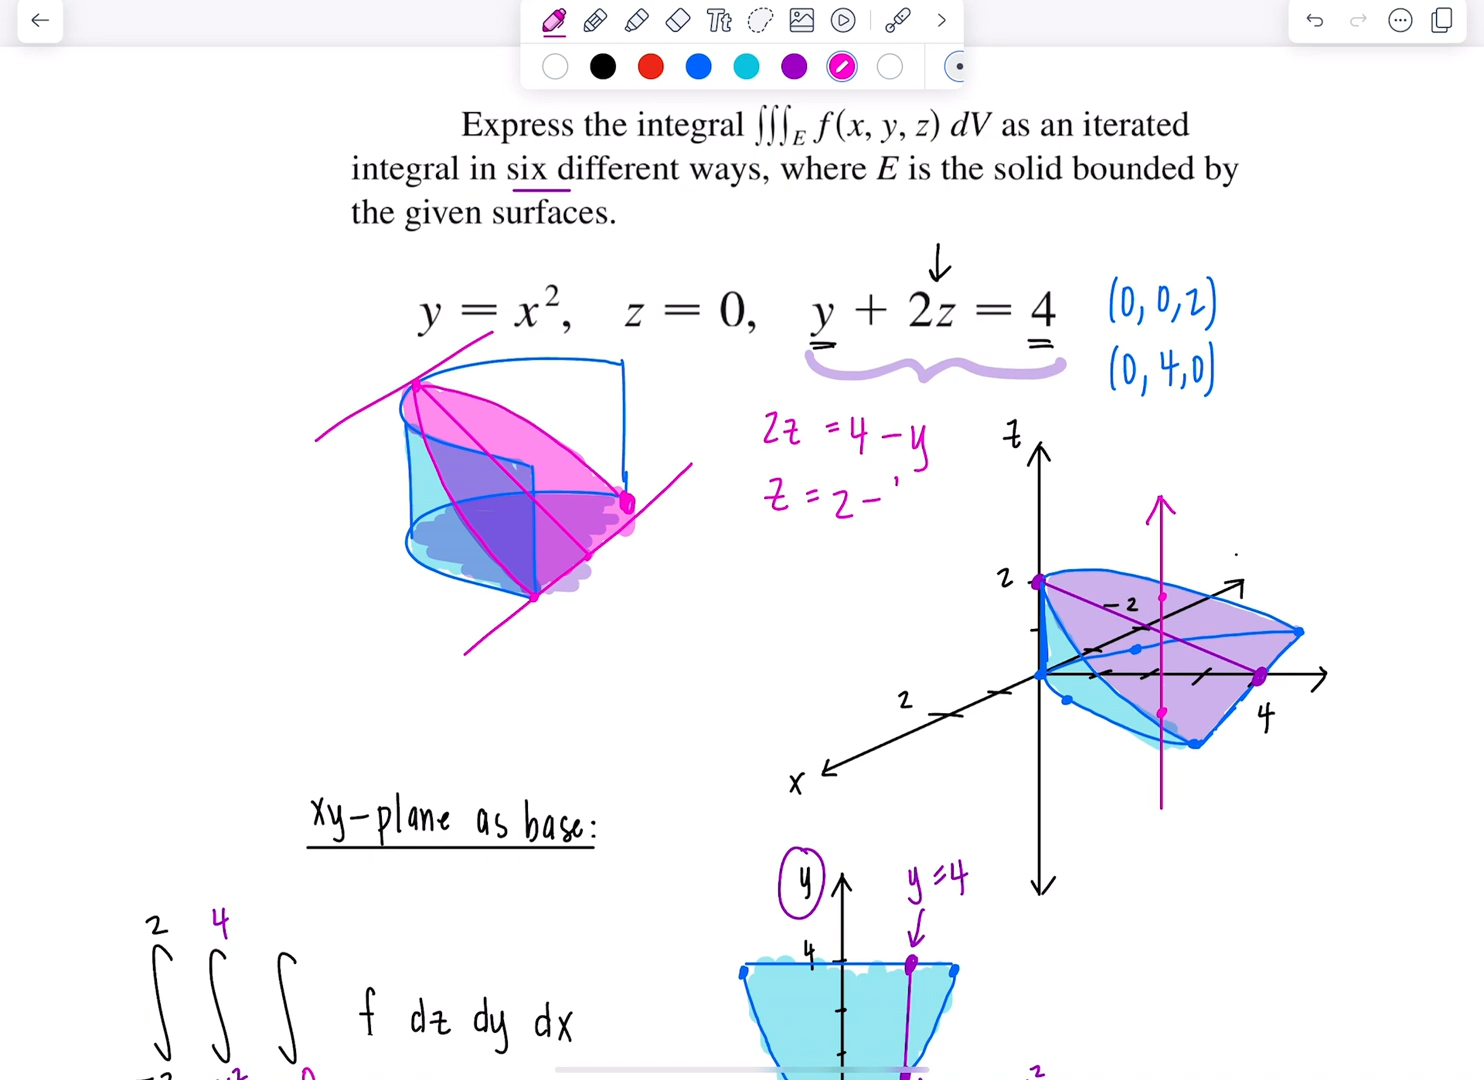 Tt
Express the integral ∭_E f(x, y, z) dV as an iterated
integral in six different ways, where E is the solid bounded by
the given surfaces.
y = x², z = 0, y + 2z = 4
(0, 0, 2)
(0, 4, 0)
2z = 4 - y
z = 2 -
z
2
-2
2
4
x
xy-plane as base:
y
y = 4
4
2 4
∫ ∫ ∫ f dz dy dx
2